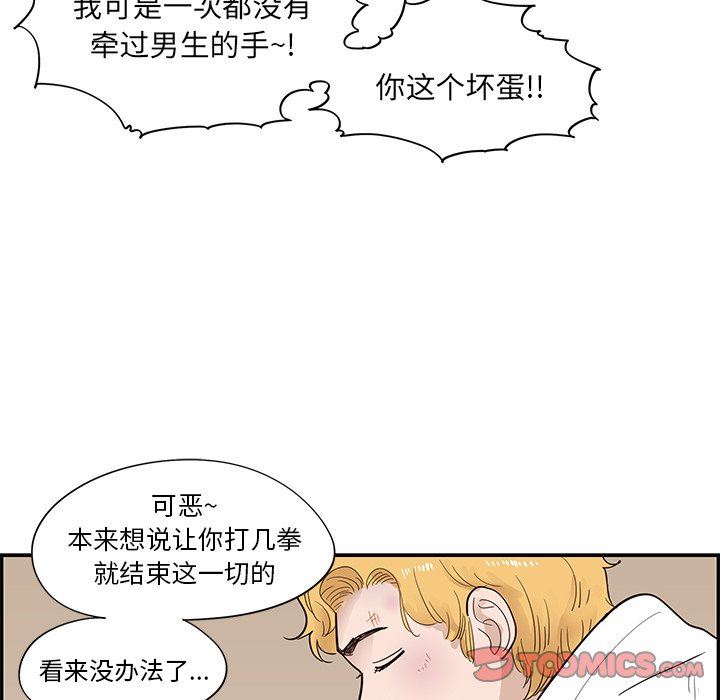 我可是一次都没有
牵过男生的手~!
你这个坏蛋!!
可恶~
本来想说让你打几拳
就结束这一切的
看来没办法了...
TOOMICS.COM